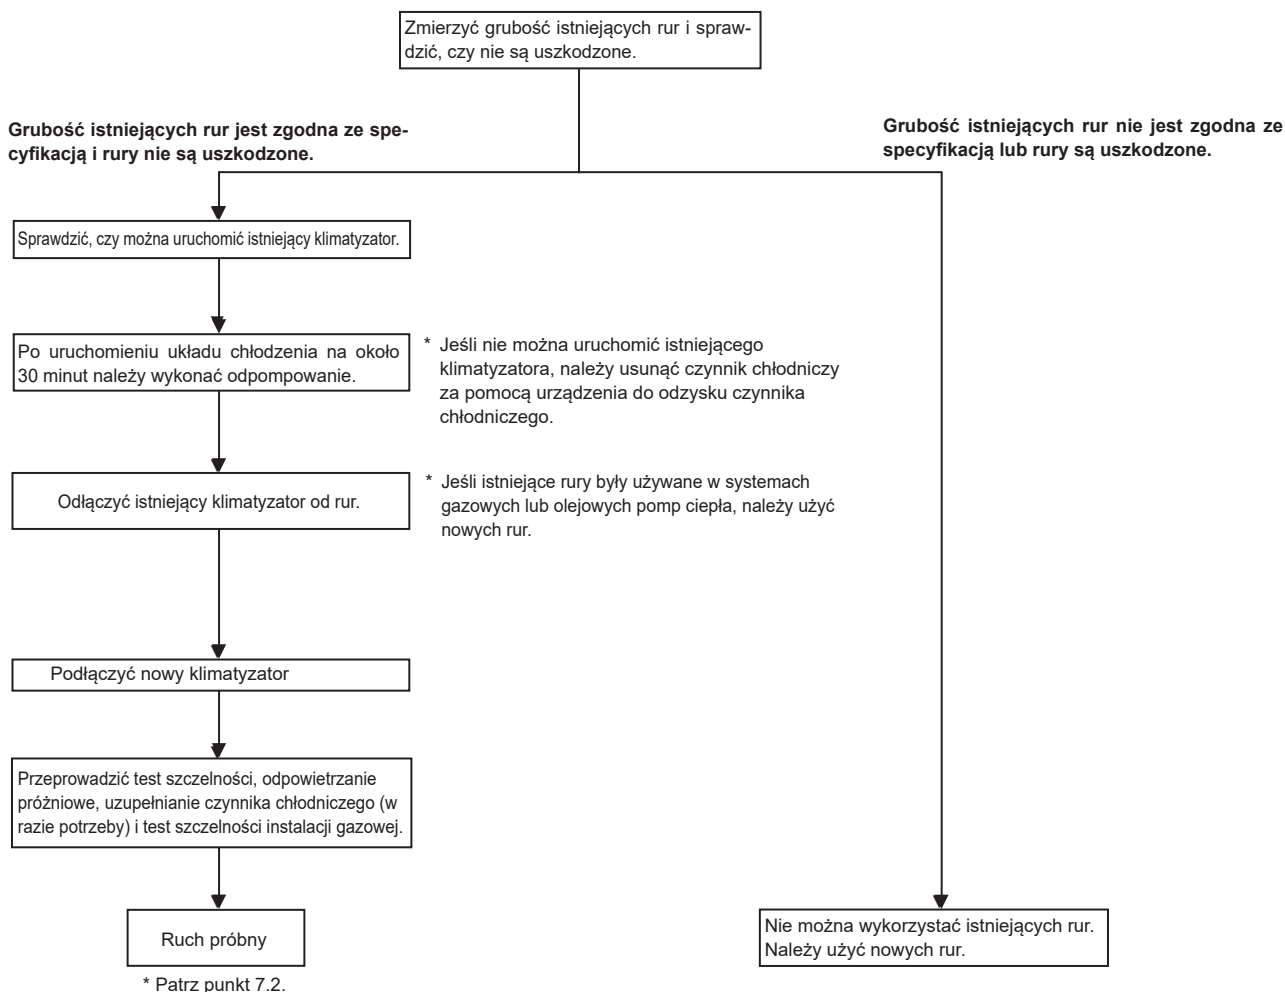 Zmierzyć grubość istniejących rur i spraw-
dzić, czy nie są uszkodzone.
Grubość istniejących rur jest zgodna ze spe-
cyfikacją i rury nie są uszkodzone.
Grubość istniejących rur nie jest zgodna ze
specyfikacją lub rury są uszkodzone.
Sprawdzić, czy można uruchomić istniejący klimatyzator.
Po uruchomieniu układu chłodzenia na około
30 minut należy wykonać odpompowanie.
* Jeśli nie można uruchomić istniejącego
klimatyzatora, należy usunąć czynnik chłodniczy
za pomocą urządzenia do odzysku czynnika
chłodniczego.
Odłączyć istniejący klimatyzator od rur.
* Jeśli istniejące rury były używane w systemach
gazowych lub olejowych pomp ciepła, należy użyć
nowych rur.
Podłączyć nowy klimatyzator
Przeprowadzić test szczelności, odpowietrzanie
próżniowe, uzupełnianie czynnika chłodniczego (w
razie potrzeby) i test szczelności instalacji gazowej.
Ruch próbny
* Patrz punkt 7.2.
Nie można wykorzystać istniejących rur.
Należy użyć nowych rur.